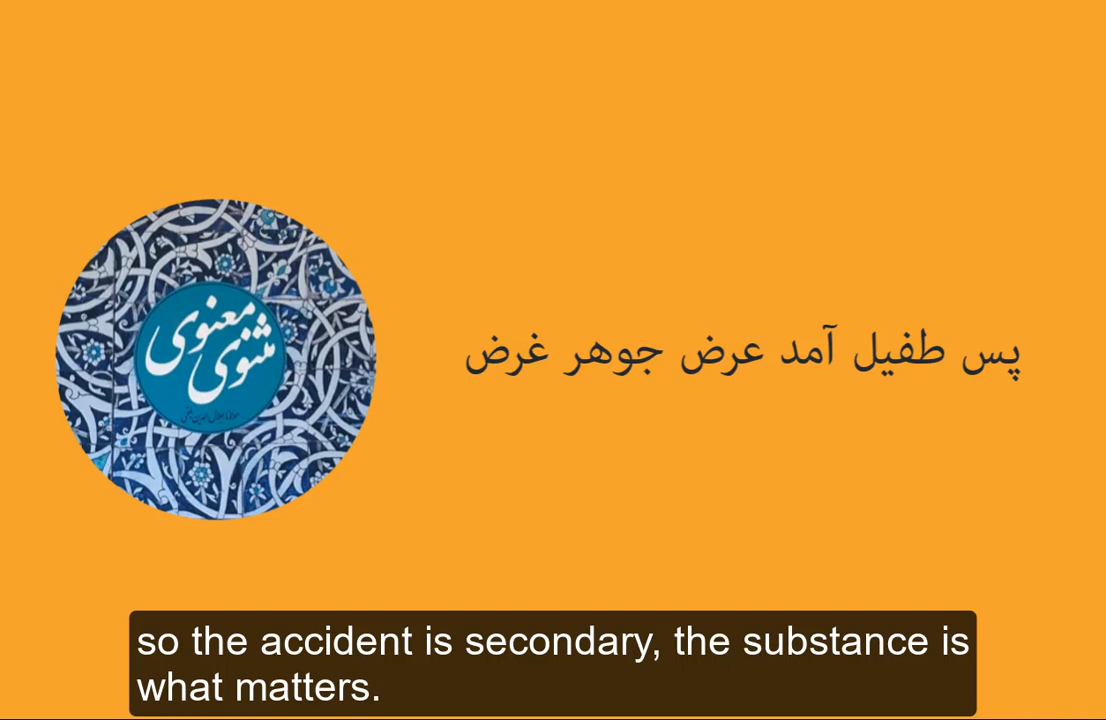 مثنوی معنوی
پس طفیل آمد عرض جوهر غرض
so the accident is secondary, the substance is
what matters.